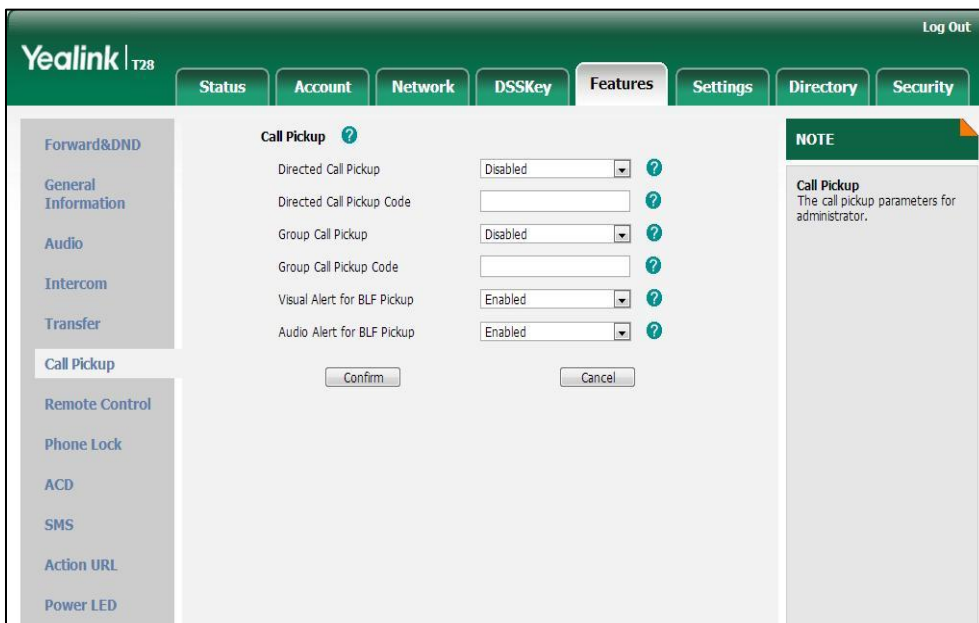 Log Out
Yealink | T28
Status
Account
Network
DSSKey
Features
Settings
Directory
Security
Forward&DND
General
Information
Audio
Intercom
Transfer
Call Pickup
Remote Control
Phone Lock
ACD
SMS
Action URL
Power LED
Call Pickup ?
Directed Call Pickup Disabled ?
Directed Call Pickup Code ?
Group Call Pickup Disabled ?
Group Call Pickup Code ?
Visual Alert for BLF Pickup Enabled ?
Audio Alert for BLF Pickup Enabled ?
Confirm Cancel
NOTE
Call Pickup
The call pickup parameters for
administrator.